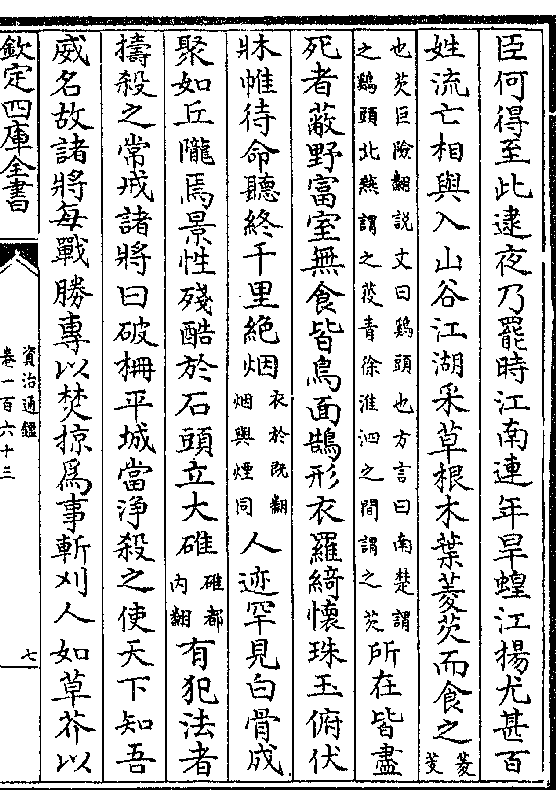 臣何得至此逮夜乃罷時江南連年旱蝗江揚尤甚百
姓流亡相與入山谷江湖采草根木葉菱芡而食之菱芰
也芡巨險翻說文曰鷄頭也方言曰南楚謂之鷄頭北燕謂之䓈青徐淮泗之間謂之芡所在皆盡
死者蔽野富室無食皆鳥面鵠形衣羅綺懷珠玉俯伏
牀帷待命聽終千里絶烟衣於既翻烟與煙同人迹罕見白骨成
聚如丘隴焉景性殘酷於石頭立大碓碓都內翻有犯法者
擣殺之常戒諸將曰破柵平城當淨殺之使天下知吾
威名故諸將每戰勝專以焚掠爲事斬刈人如草芥以
欽定四庫全書
資治通鑑
卷一百六十三
七